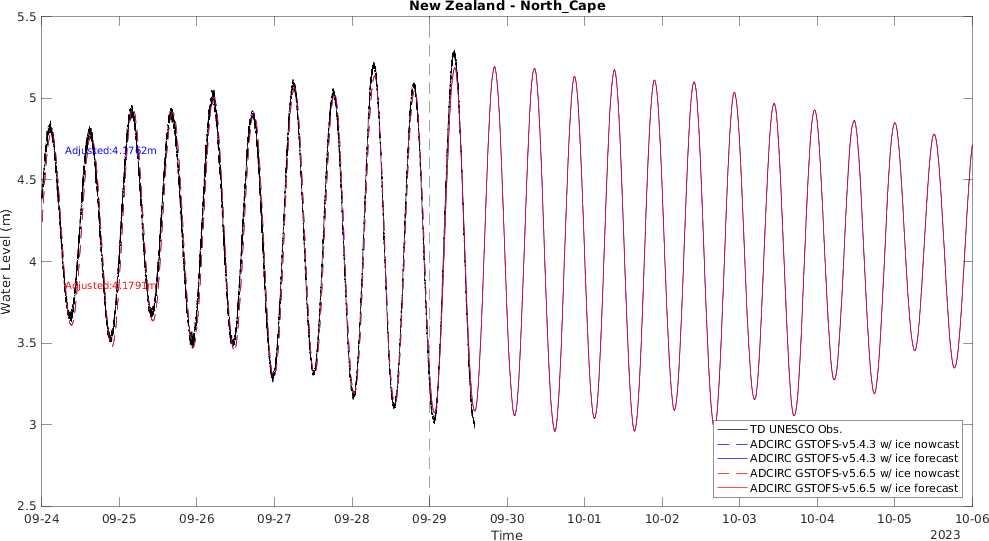 New Zealand - North_Cape
5.5
5
4.5
4
3.5
3
2.5
Water Level (m)
Adjusted:4.1762m
Adjusted:4.1791m
TD UNESCO Obs.
ADCIRC GSTOFS-v5.4.3 w/ ice nowcast
ADCIRC GSTOFS-v5.4.3 w/ ice forecast
ADCIRC GSTOFS-v5.6.5 w/ ice nowcast
ADCIRC GSTOFS-v5.6.5 w/ ice forecast
09-24 09-25 09-26 09-27 09-28 09-29 09-30 10-01 10-02 10-03 10-04 10-05 10-06
Time
2023